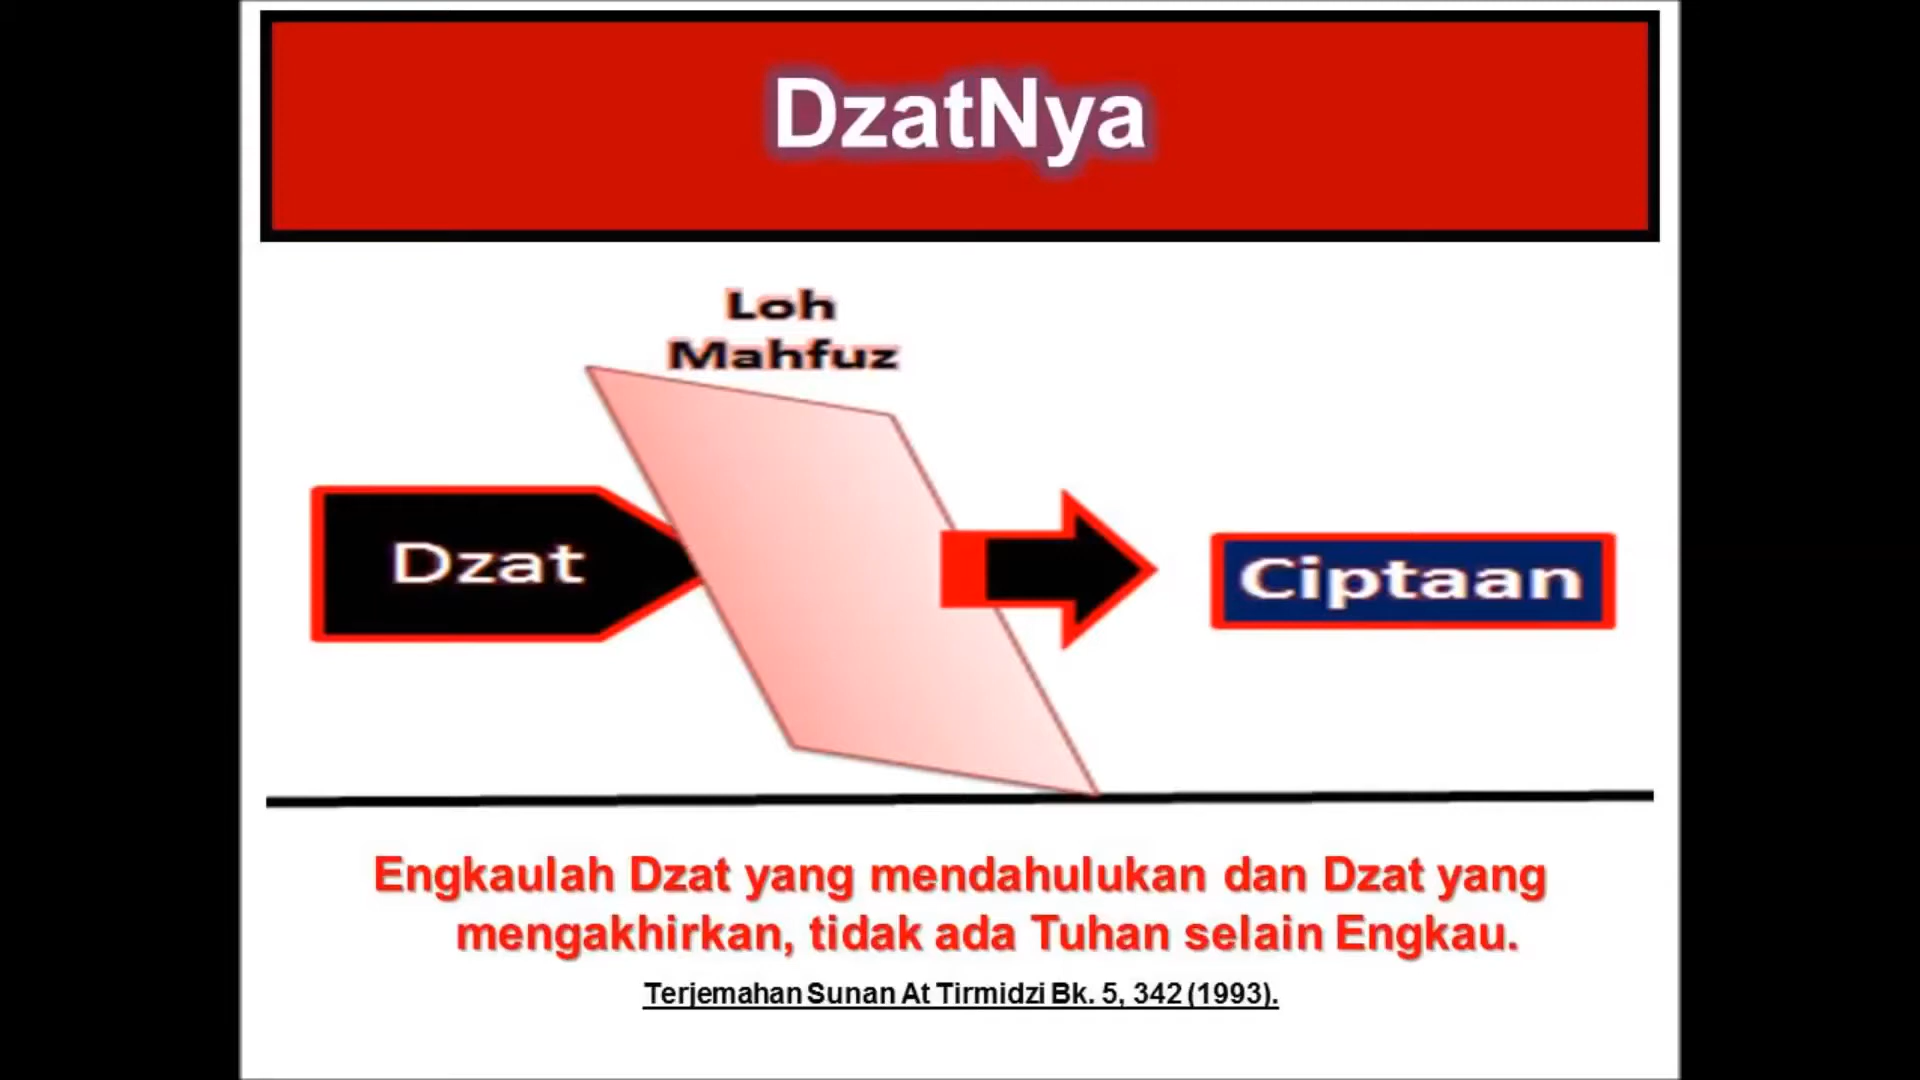 DzatNya
Loh
Mahfuz
Dzat
Ciptaan
Engkaulah Dzat yang mendahulukan dan Dzat yang
mengakhirkan, tidak ada Tuhan selain Engkau.
Terjemahan Sunan At Tirmidzi Bk. 5, 342 (1993).